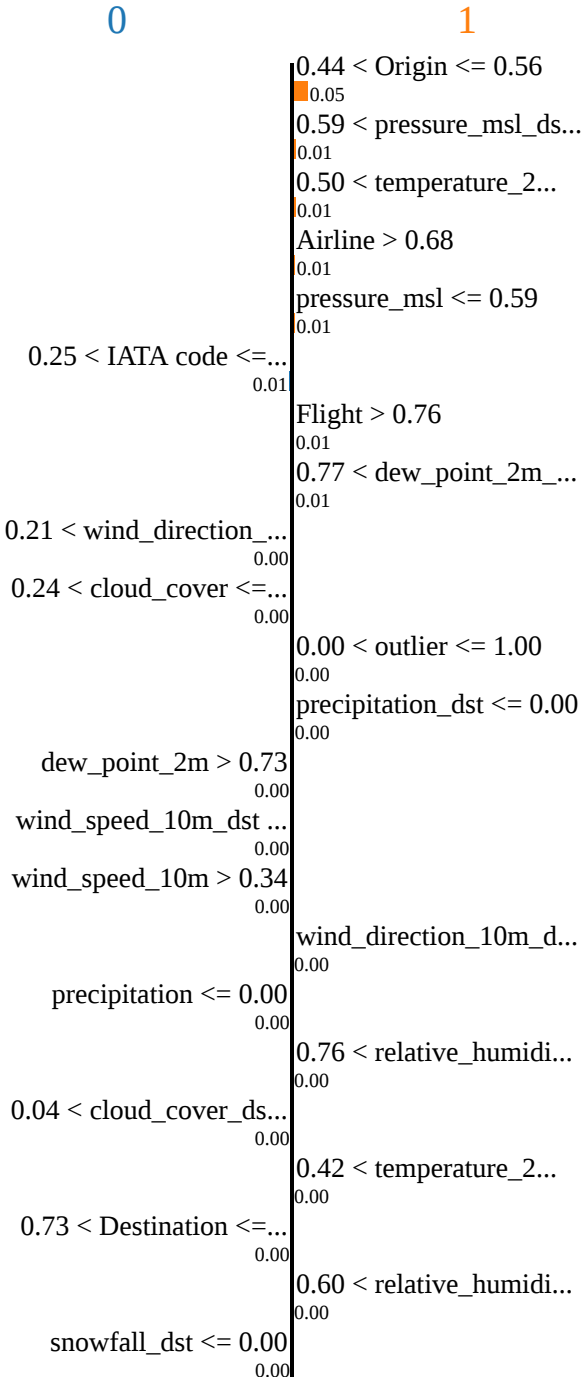 0 1
0.44 < Origin <= 0.56
0.05
0.59 < pressure_msl_ds...
0.01
0.50 < temperature_2...
0.01
Airline > 0.68
0.01
pressure_msl <= 0.59
0.01
0.25 < IATA code <=...
0.01
Flight > 0.76
0.01
0.77 < dew_point_2m_...
0.01
0.21 < wind_direction_...
0.00
0.24 < cloud_cover <=...
0.00
0.00 < outlier <= 1.00
0.00
precipitation_dst <= 0.00
0.00
dew_point_2m > 0.73
0.00
wind_speed_10m_dst ...
0.00
wind_speed_10m > 0.34
0.00
wind_direction_10m_d...
0.00
precipitation <= 0.00
0.00
0.76 < relative_humidi...
0.00
0.04 < cloud_cover_ds...
0.00
0.42 < temperature_2...
0.00
0.73 < Destination <=...
0.00
0.60 < relative_humidi...
0.00
snowfall_dst <= 0.00
0.00